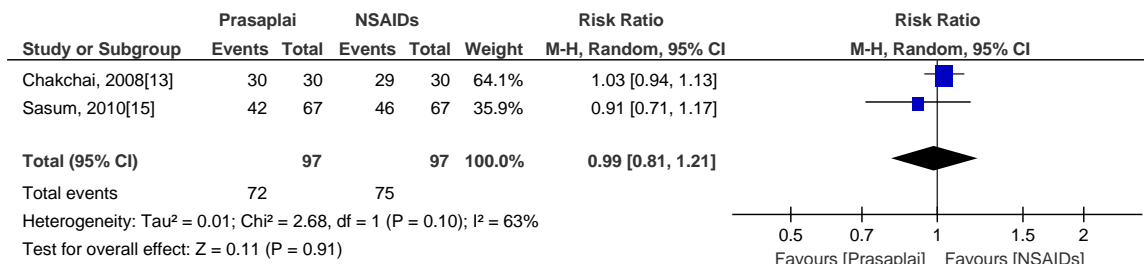 Prasaplai NSAIDs Risk Ratio Risk Ratio
Study or Subgroup Events Total Events Total Weight M-H, Random, 95% CI M-H, Random, 95% CI
Chakchai, 2008[13] 30 30 29 30 64.1% 1.03 [0.94, 1.13]
Sasum, 2010[15] 42 67 46 67 35.9% 0.91 [0.71, 1.17]
Total (95% CI) 97 97 100.0% 0.99 [0.81, 1.21]
Total events 72 75
Heterogeneity: Tau² = 0.01; Chi² = 2.68, df = 1 (P = 0.10); I² = 63%
Test for overall effect: Z = 0.11 (P = 0.91)
0.5 0.7 1 1.5 2
Favours [Prasaplai] Favours [NSAIDs]